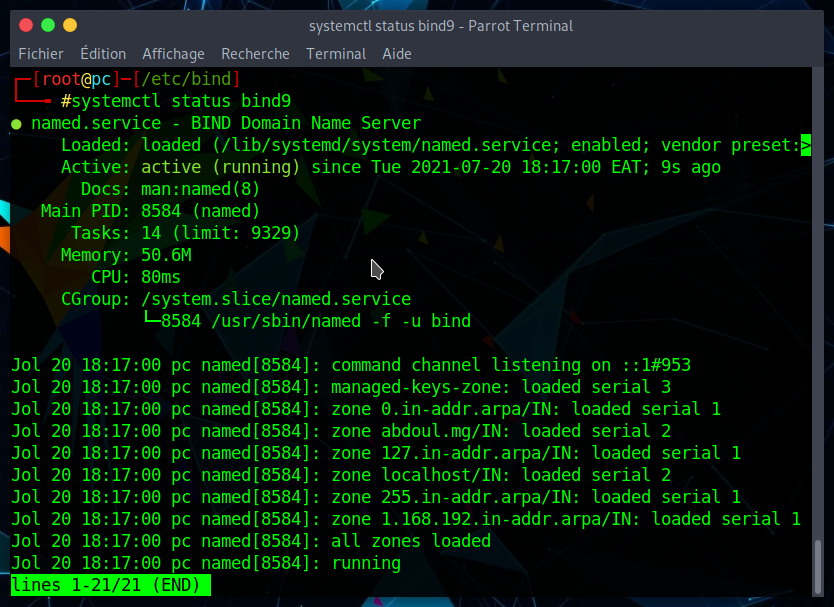 systemctl status bind9 - Parrot Terminal
Fichier Édition Affichage Recherche Terminal Aide
┌─[root@pc]─[/etc/bind]
└──╼ #systemctl status bind9
● named.service - BIND Domain Name Server
Loaded: loaded (/lib/systemd/system/named.service; enabled; vendor preset:>
Active: active (running) since Tue 2021-07-20 18:17:00 EAT; 9s ago
Docs: man:named(8)
Main PID: 8584 (named)
Tasks: 14 (limit: 9329)
Memory: 50.6M
CPU: 80ms
CGroup: /system.slice/named.service
└─8584 /usr/sbin/named -f -u bind
Jul 20 18:17:00 pc named[8584]: command channel listening on ::1#953
Jul 20 18:17:00 pc named[8584]: managed-keys-zone: loaded serial 3
Jul 20 18:17:00 pc named[8584]: zone 0.in-addr.arpa/IN: loaded serial 1
Jul 20 18:17:00 pc named[8584]: zone abdoul.mg/IN: loaded serial 2
Jul 20 18:17:00 pc named[8584]: zone 127.in-addr.arpa/IN: loaded serial 1
Jul 20 18:17:00 pc named[8584]: zone localhost/IN: loaded serial 2
Jul 20 18:17:00 pc named[8584]: zone 255.in-addr.arpa/IN: loaded serial 1
Jul 20 18:17:00 pc named[8584]: zone 1.168.192.in-addr.arpa/IN: loaded serial 1
Jul 20 18:17:00 pc named[8584]: all zones loaded
Jul 20 18:17:00 pc named[8584]: running
lines 1-21/21 (END)